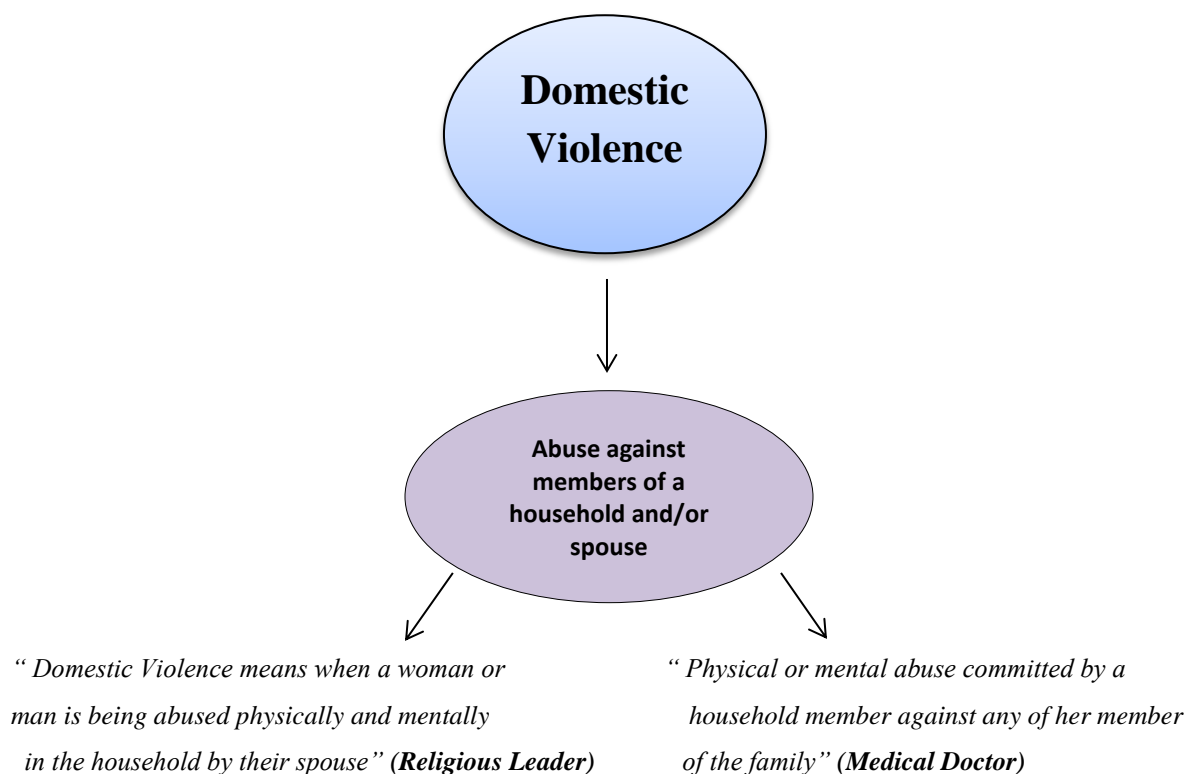 Domestic
Violence
Abuse against
members of a
household and/or
spouse
“ Domestic Violence means when a woman or
man is being abused physically and mentally
in the household by their spouse” (Religious Leader)
“ Physical or mental abuse committed by a
household member against any of her member
of the family” (Medical Doctor)